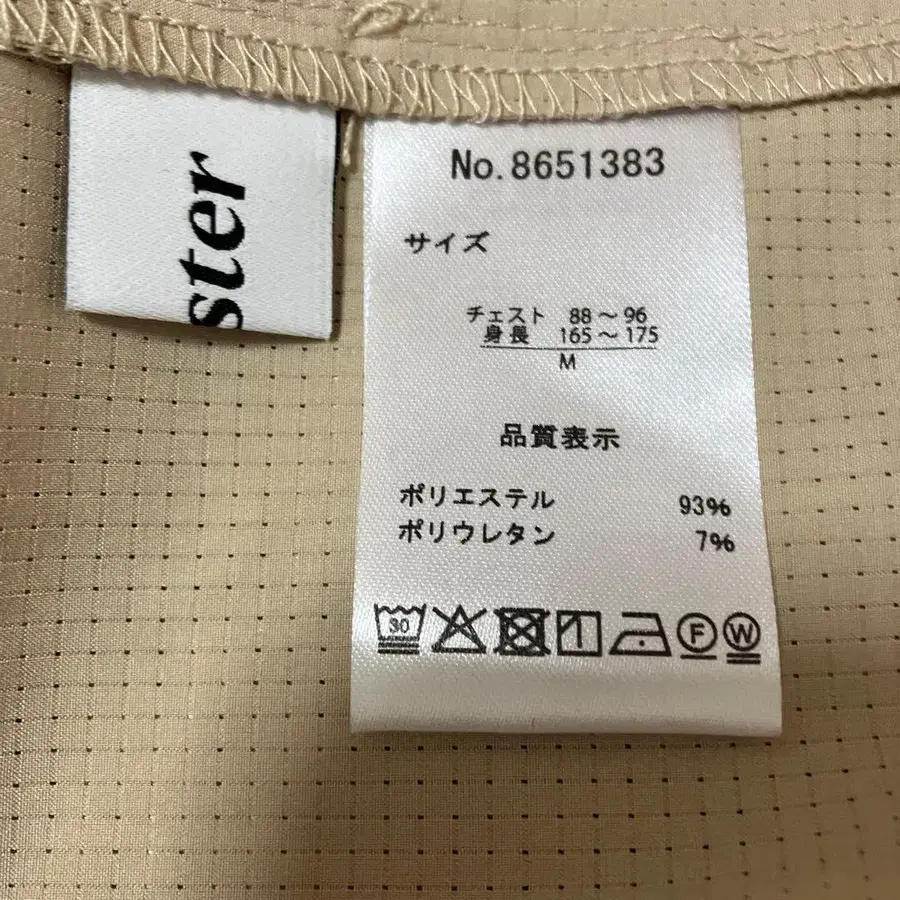 ster
No.8651383
サイズ
チェスト 88～96
身長 165～175
M
品質表示
ポリエステル 93%
ポリウレタン 7%
30 F W